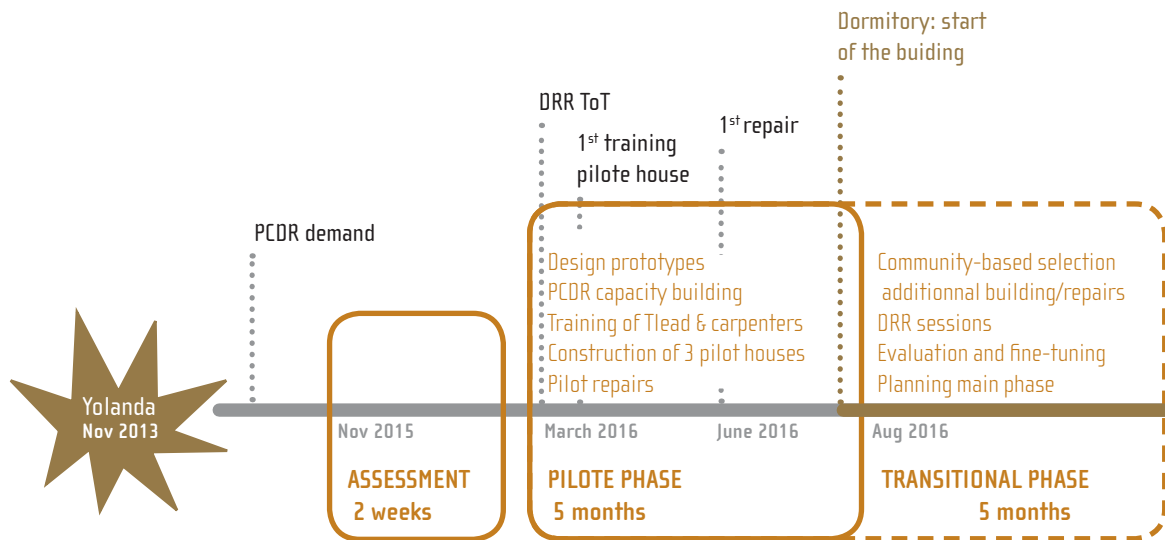 Dormitory: start
of the buiding
DRR ToT
1st repair
1st training
pilote house
PCDR demand
Design prototypes
PCDR capacity building
Training of Tlead & carpenters
Construction of 3 pilot houses
Pilot repairs
Community-based selection
additionnal building/repairs
DRR sessions
Evaluation and fine-tuning
Planning main phase
Yolanda
Nov 2013
Nov 2015
March 2016
June 2016
Aug 2016
ASSESSMENT
2 weeks
PILOTE PHASE
5 months
TRANSITIONAL PHASE
5 months